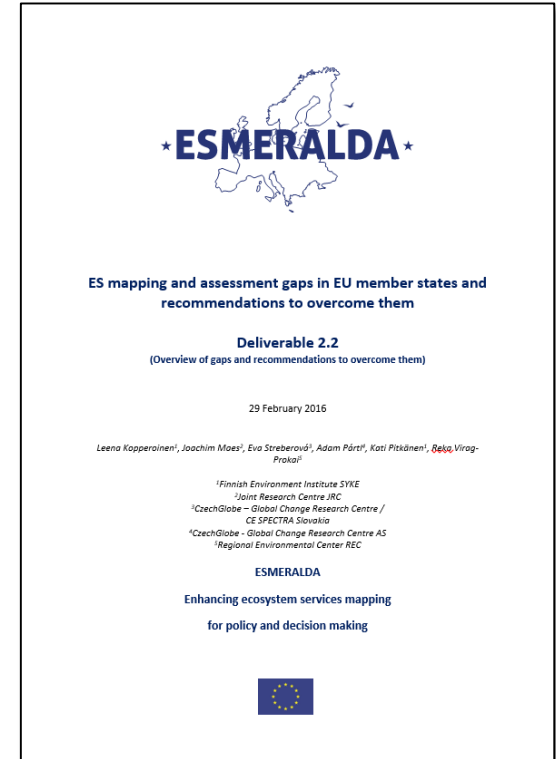 ESMERALDA
ES mapping and assessment gaps in EU member states and
recommendations to overcome them
Deliverable 2.2
(Overview of gaps and recommendations to overcome them)
29 February 2016
Leena Kopperoinen¹, Joachim Maes², Eva Streberová³, Adam Pártl⁴, Kati Pitkänen¹, Reka Virag-
Prokai⁵
¹Finnish Environment Institute SYKE
²Joint Research Centre JRC
³CzechGlobe – Global Change Research Centre /
CE SPECTRA Slovakia
⁴CzechGlobe - Global Change Research Centre AS
⁵Regional Environmental Center REC
ESMERALDA
Enhancing ecosystem services mapping
for policy and decision making